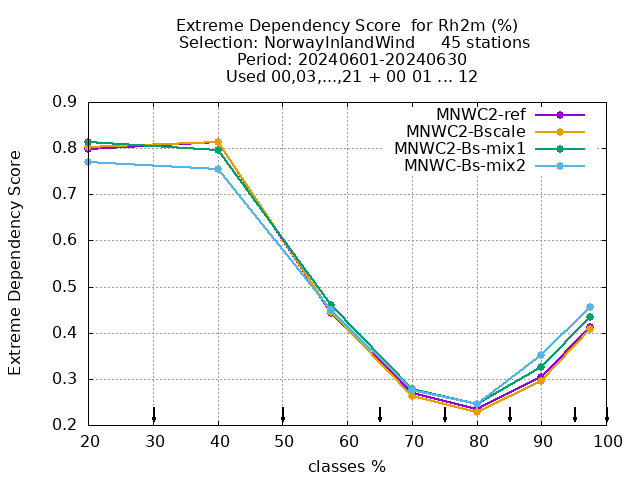 Extreme Dependency Score  for Rh2m (%)
Selection: NorwayInlandWind     45 stations
Period: 20240601-20240630
Used 00,03,...,21 + 00 01 ... 12
MNWC2-ref
MNWC2-Bscale
MNWC2-Bs-mix1
MNWC-Bs-mix2
Extreme Dependency Score
0.9
0.8
0.7
0.6
0.5
0.4
0.3
0.2
20 30 40 50 60 70 80 90 100
classes %